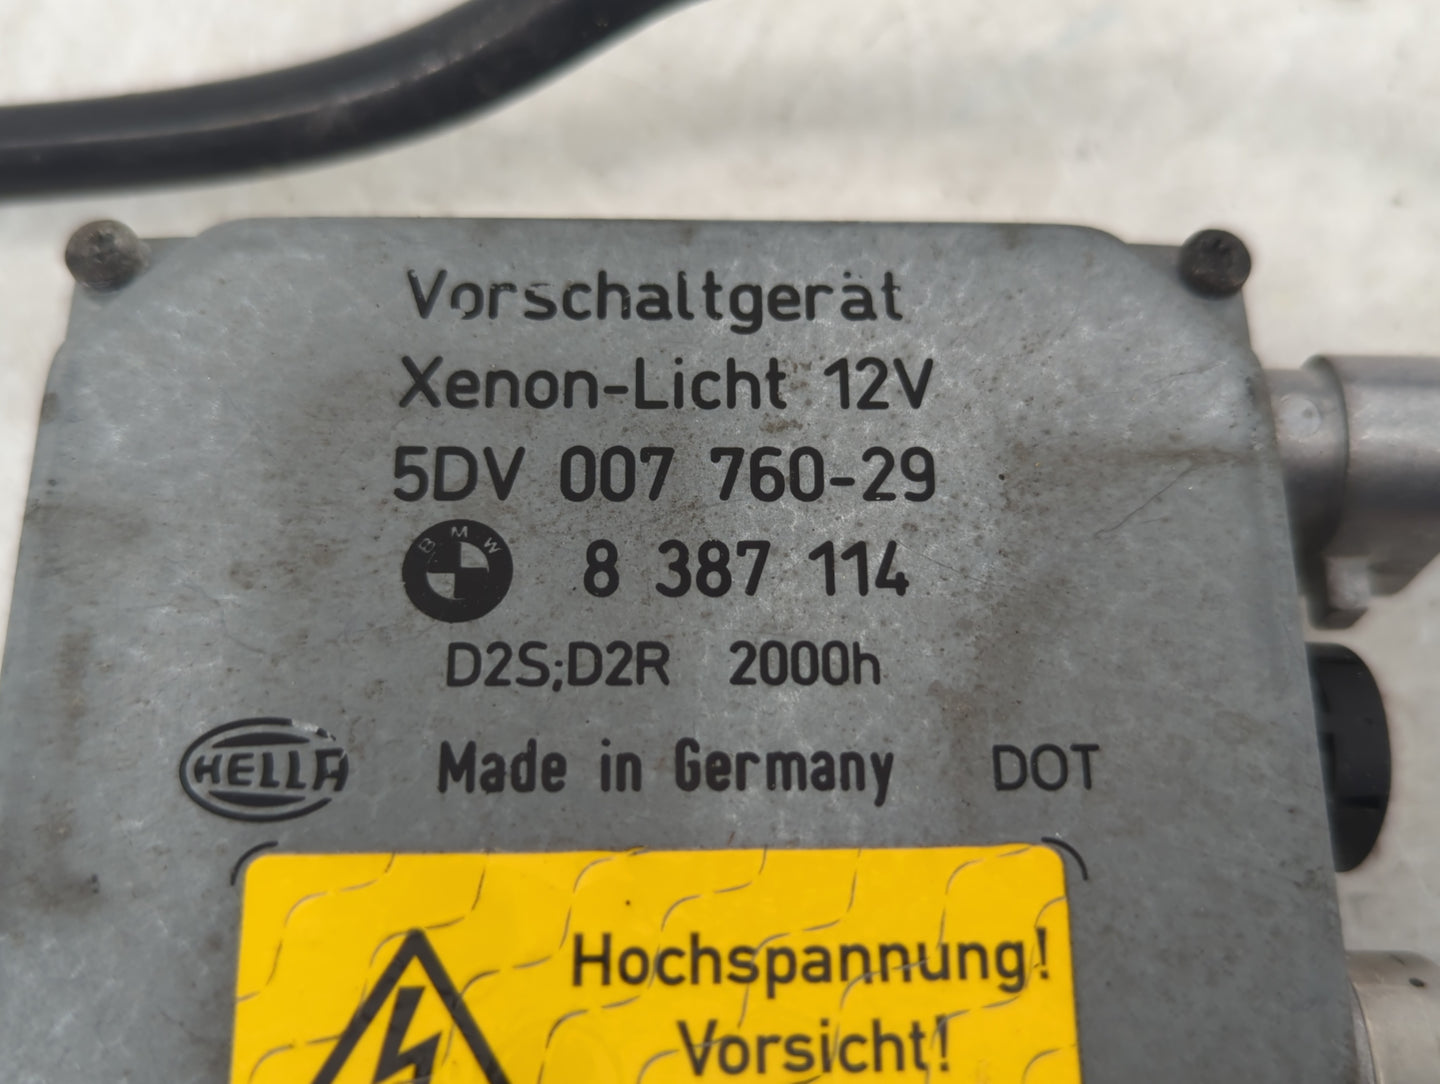 Vorschaltgerät
Xenon-Licht 12V
5DV 007 760-29
BMW 8 387 114
D2S;D2R 2000h
HELLA Made in Germany DOT
Hochspannung!
Vorsicht!